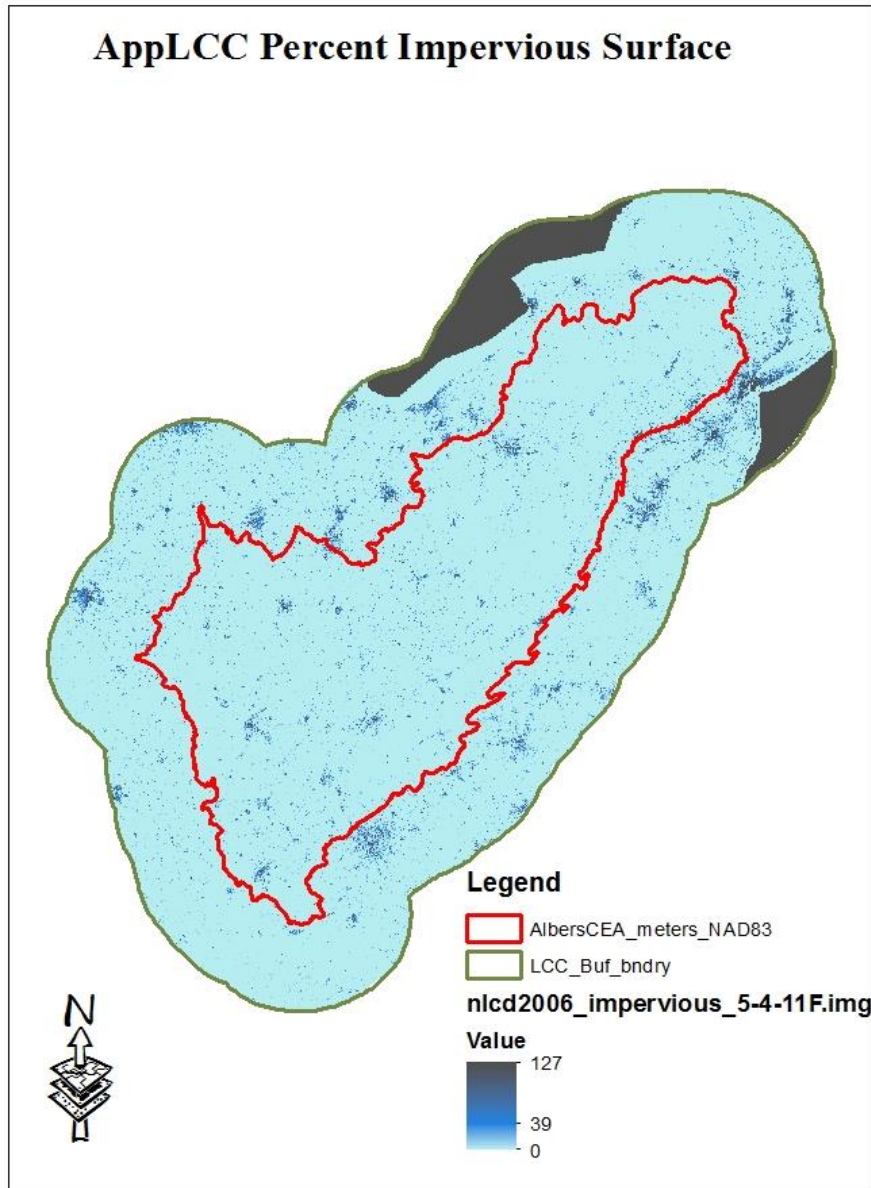 AppLCC Percent Impervious Surface
Legend
AlbersCEA_meters_NAD83
LCC_Buf_bndry
nlcd2006_impervious_5-4-11F.img
Value
127
39
0
N